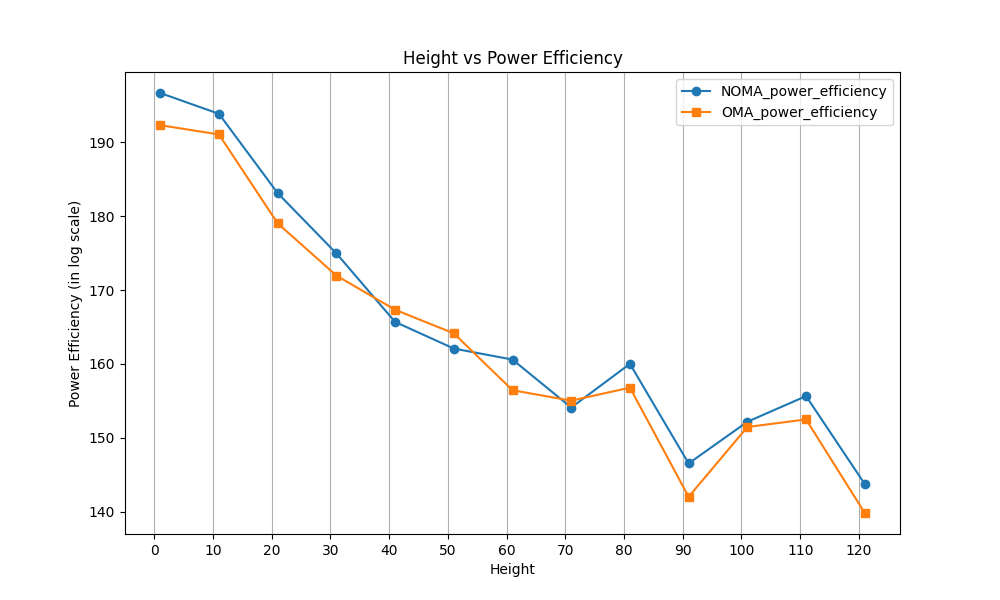 Height vs Power Efficiency
NOMA_power_efficiency
OMA_power_efficiency
Power Efficiency (in log scale)
190
180
170
160
150
140
0 10 20 30 40 50 60 70 80 90 100 110 120
Height